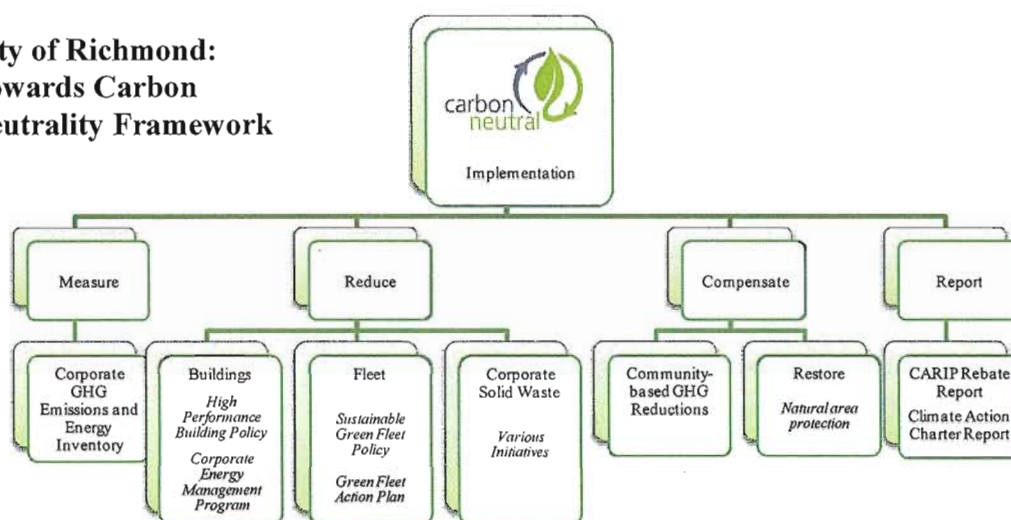 ty of Richmond:
owards Carbon
eutrality Framework
carbon
neutral
Implementation
Measure
Reduce
Compensate
Report
Corporate
GHG
Emissions and
Energy
Inventory
Buildings
High
Performance
Building Policy
Corporate
Energy
Management
Program
Fleet
Sustainable
Green Fleet
Policy
Green Fleet
Action Plan
Corporate
Solid Waste
Various
Initiatives
Community-
based GHG
Reductions
Restore
Natural area
protection
CARIP Rebate
Report
Climate Action
Charter Report